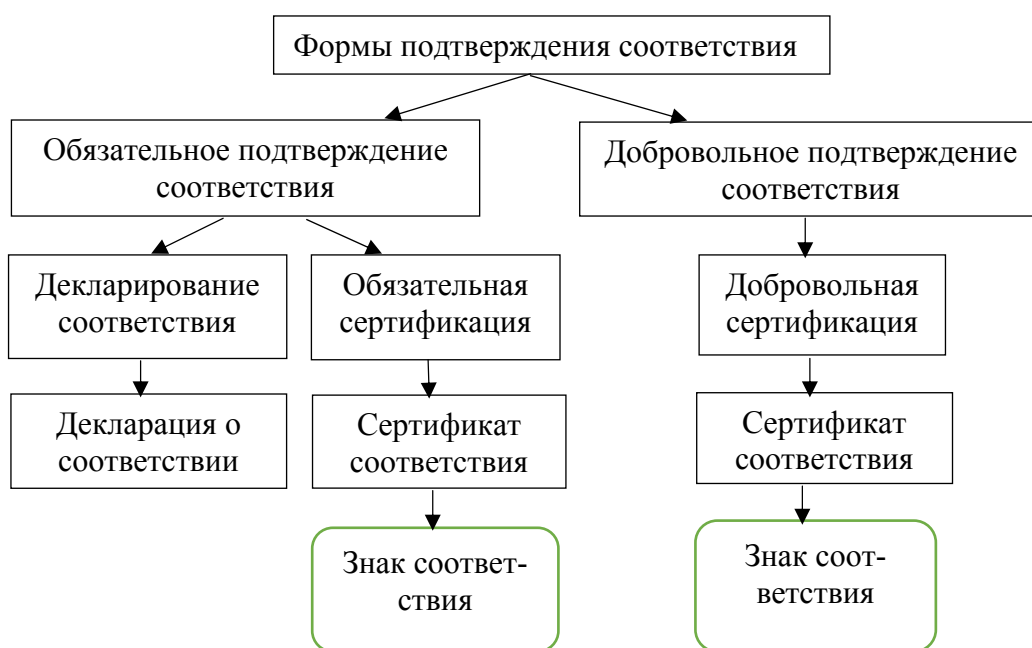 Формы подтверждения соответствия
Обязательное подтверждение
соответствия
Добровольное подтверждение
соответствия
Декларирование
соответствия
Обязательная
сертификация
Добровольная
сертификация
Декларация о
соответствии
Сертификат
соответствия
Сертификат
соответствия
Знак соответ-
ствия
Знак соот-
ветствия